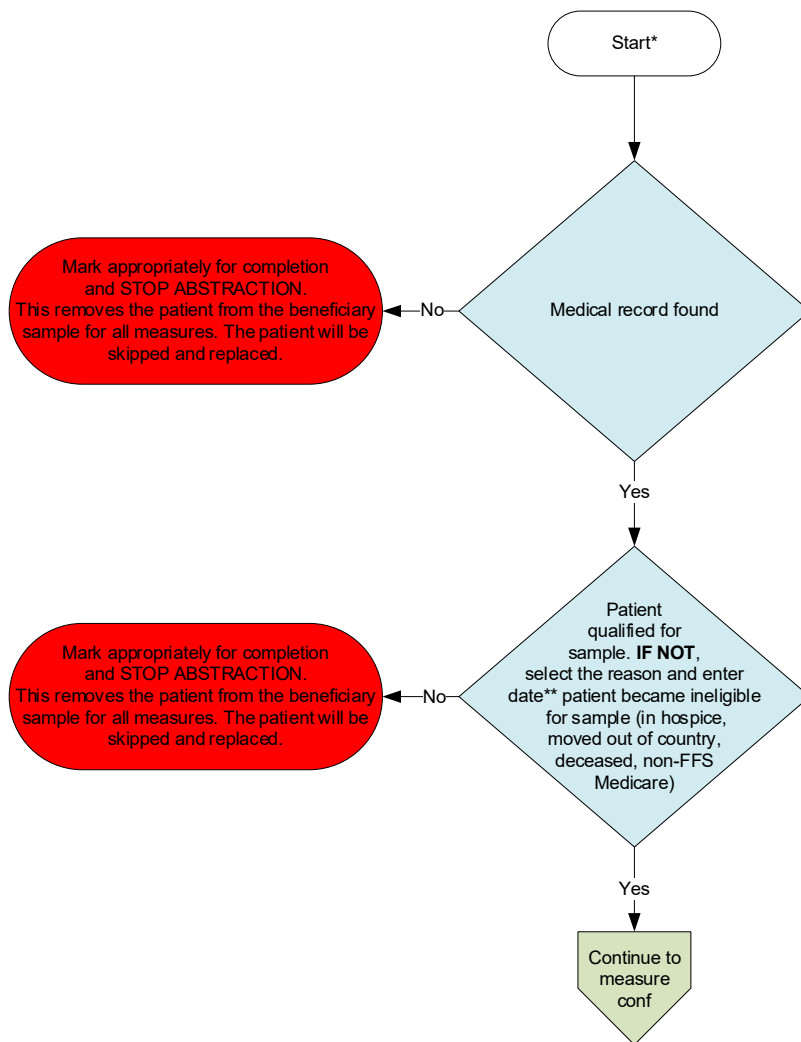 Start*
Medical record found
Mark appropriately for completion
and STOP ABSTRACTION.
This removes the patient from the beneficiary
sample for all measures. The patient will be
skipped and replaced.
No
Yes
Patient
qualified for
sample. IF NOT,
select the reason and enter
date** patient became ineligible
for sample (in hospice,
moved out of country,
deceased, non-FFS
Medicare)
Mark appropriately for completion
and STOP ABSTRACTION.
This removes the patient from the beneficiary
sample for all measures. The patient will be
skipped and replaced.
No
Yes
Continue to
measure
conf